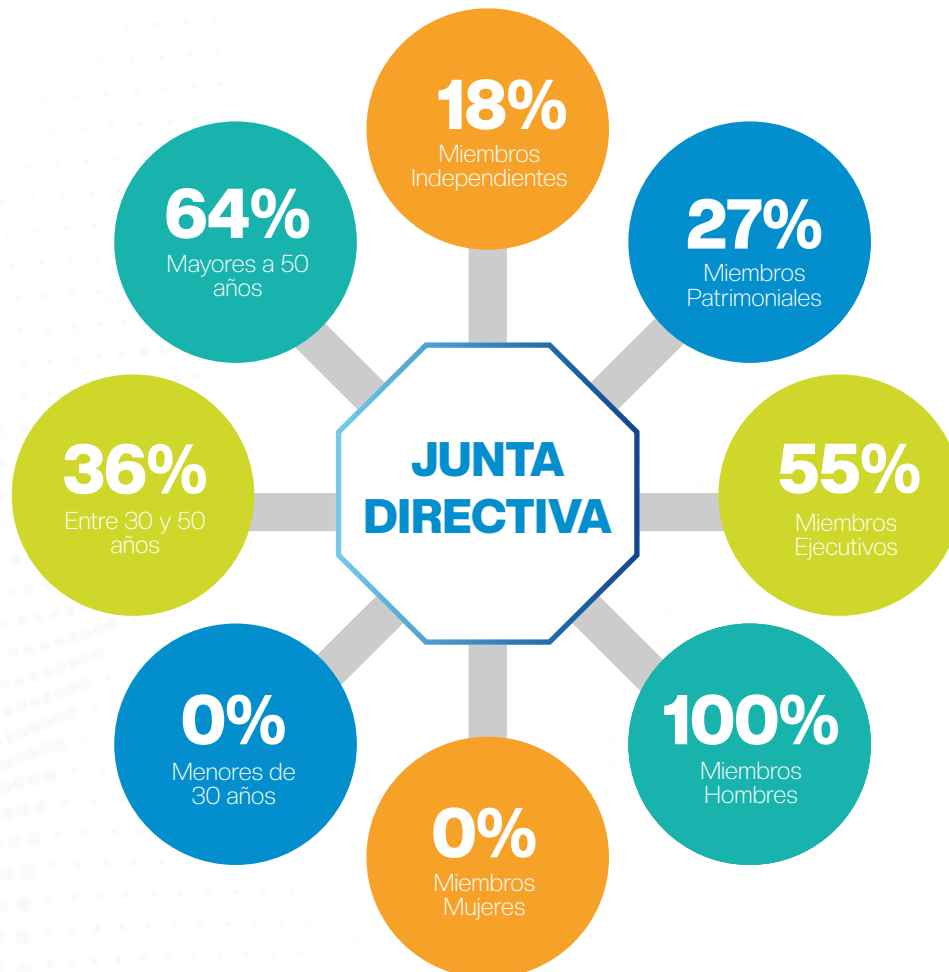 18%
Miembros
Independientes
27%
Miembros
Patrimoniales
55%
Miembros
Ejecutivos
100%
Miembros
Hombres
0%
Miembros
Mujeres
0%
Menores de
30 años
36%
Entre 30 y 50
años
64%
Mayores a 50
años
JUNTA
DIRECTIVA